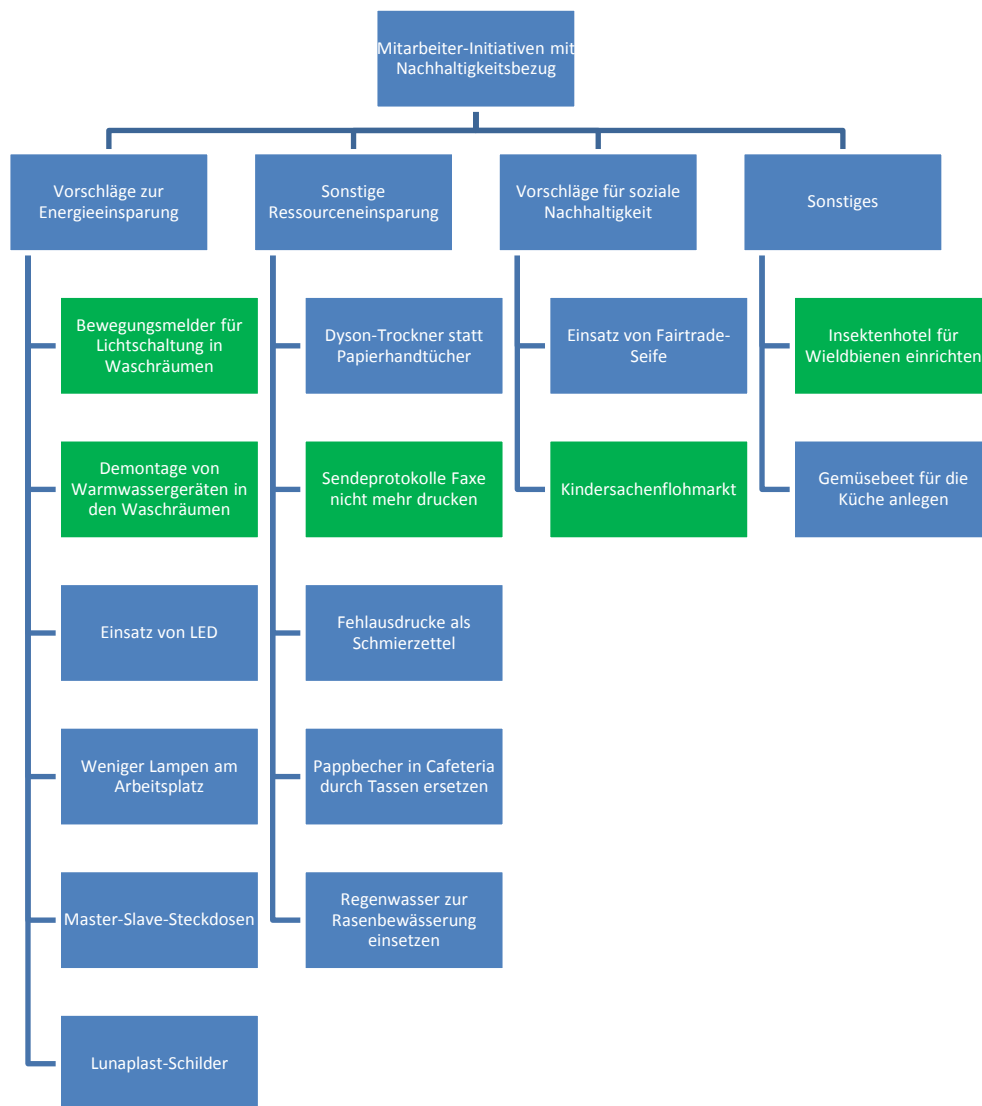 Mitarbeiter-Initiativen mit
Nachhaltigkeitsbezug
Vorschläge zur
Energieeinsparung
Bewegungsmelder für
Lichtschaltung in
Waschräumen
Demontage von
Warmwassergeräten in
den Waschräumen
Einsatz von LED
Weniger Lampen am
Arbeitsplatz
Master-Slave-Steckdosen
Lunaplast-Schilder
Sonstige
Ressourceneinsparung
Dyson-Trockner statt
Papierhandtücher
Sendeprotokolle Faxe
nicht mehr drucken
Fehlausdrucke als
Schmierzettel
Pappbecher in Cafeteria
durch Tassen ersetzen
Regenwasser zur
Rasenbewässerung
einsetzen
Vorschläge für soziale
Nachhaltigkeit
Einsatz von Fairtrade-
Seife
Kindersachenflohmarkt
Sonstiges
Insektenhotel für
Wieldbienen einrichten
Gemüsebeet für die
Küche anlegen